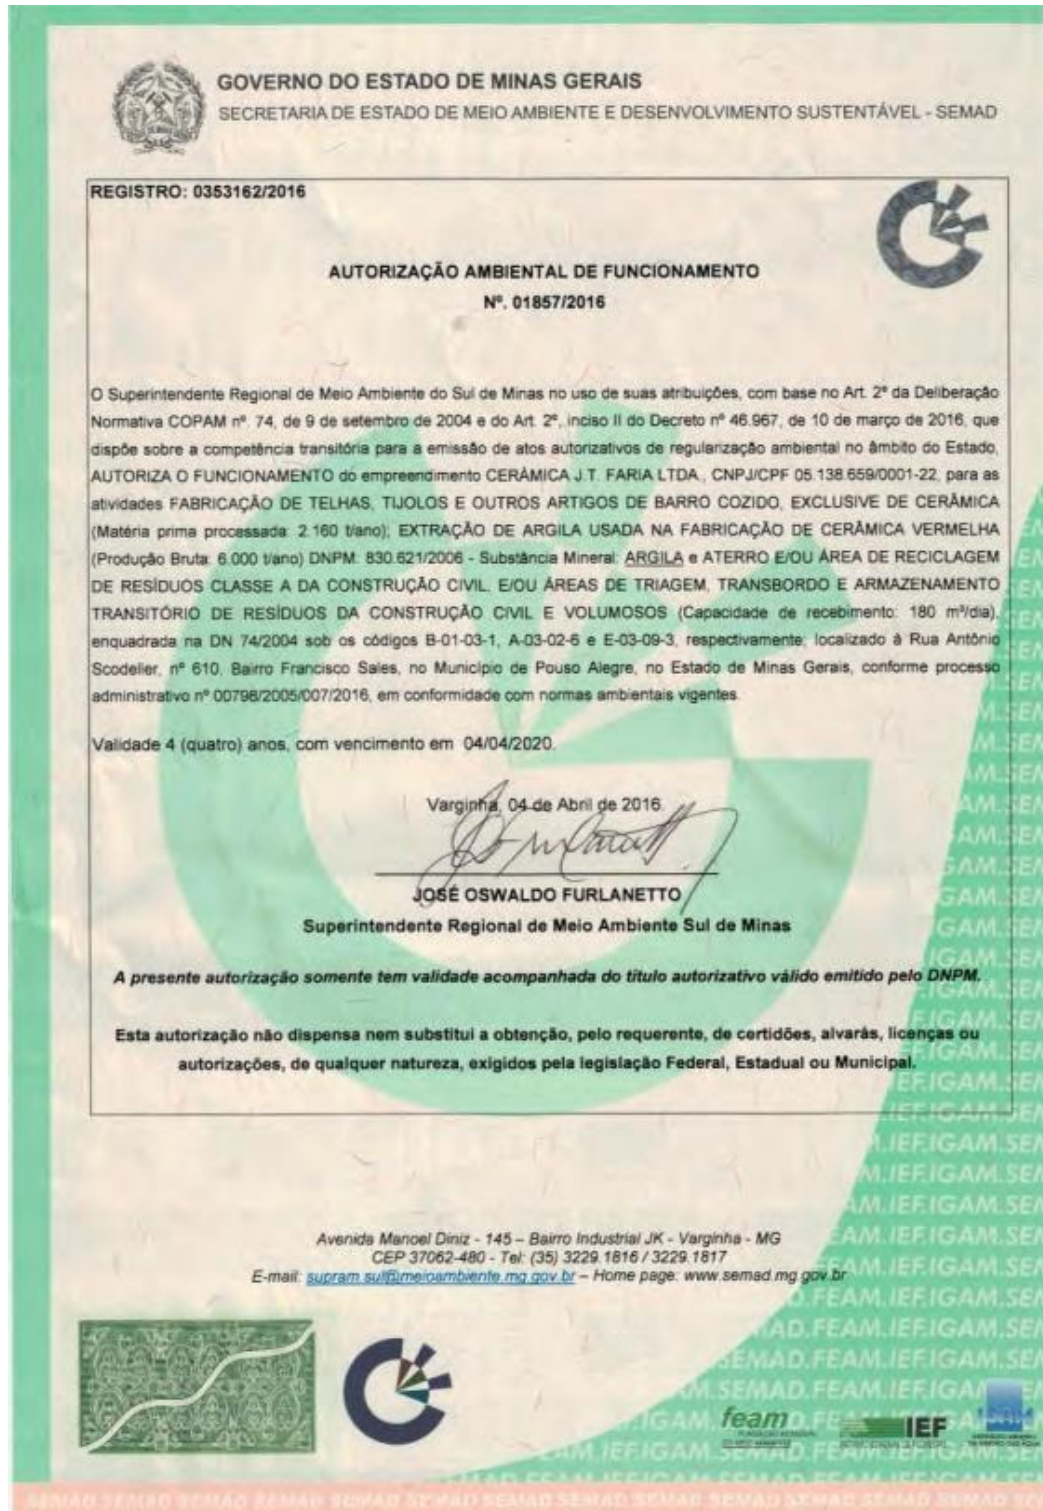 GOVERNO DO ESTADO DE MINAS GERAIS
SECRETARIA DE ESTADO DE MEIO AMBIENTE E DESENVOLVIMENTO SUSTENTÁVEL - SEMAD
REGISTRO: 0353162/2016
AUTORIZAÇÃO AMBIENTAL DE FUNCIONAMENTO
Nº. 01857/2016
O Superintendente Regional de Meio Ambiente do Sul de Minas no uso de suas atribuições, com base no Art. 2º da Deliberação
Normativa COPAM nº. 74, de 9 de setembro de 2004 e do Art. 2º, inciso II do Decreto nº 46.967, de 10 de março de 2016, que
dispõe sobre a competência transitória para a emissão de atos autorizativos de regularização ambiental no âmbito do Estado,
AUTORIZA O FUNCIONAMENTO do empreendimento CERÂMICA J.T. FARIA LTDA., CNPJ/CPF 05.138.659/0001-22, para as
atividades FABRICAÇÃO DE TELHAS, TIJOLOS E OUTROS ARTIGOS DE BARRO COZIDO, EXCLUSIVE DE CERÂMICA
(Matéria prima processada: 2.160 t/ano); EXTRAÇÃO DE ARGILA USADA NA FABRICAÇÃO DE CERÂMICA VERMELHA
(Produção Bruta: 6.000 t/ano) DNPM: 830.621/2006 - Substância Mineral: ARGILA e ATERRO E/OU ÁREA DE RECICLAGEM
DE RESÍDUOS CLASSE A DA CONSTRUÇÃO CIVIL, E/OU ÁREAS DE TRIAGEM, TRANSBORDO E ARMAZENAMENTO
TRANSITÓRIO DE RESÍDUOS DA CONSTRUÇÃO CIVIL E VOLUMOSOS (Capacidade de recebimento: 180 m³/dia),
enquadrada na DN 74/2004 sob os códigos B-01-03-1, A-03-02-6 e E-03-09-3, respectivamente, localizado à Rua Antônio
Scodeller, nº 610, Bairro Francisco Sales, no Município de Pouso Alegre, no Estado de Minas Gerais, conforme processo
administrativo nº 00798/2005/007/2016, em conformidade com normas ambientais vigentes.
Validade 4 (quatro) anos, com vencimento em 04/04/2020.
Varginha, 04 de Abril de 2016.
JOSÉ OSWALDO FURLANETTO
Superintendente Regional de Meio Ambiente Sul de Minas
A presente autorização somente tem validade acompanhada do título autorizativo válido emitido pelo DNPM.
Esta autorização não dispensa nem substitui a obtenção, pelo requerente, de certidões, alvarás, licenças ou
autorizações, de qualquer natureza, exigidos pela legislação Federal, Estadual ou Municipal.
Avenida Manoel Diniz - 145 – Bairro Industrial JK - Varginha - MG
CEP 37062-480 - Tel: (35) 3229.1816 / 3229.1817
E-mail: supram.sul@meioambiente.mg.gov.br – Home page: www.semad.mg.gov.br
feam
IEF